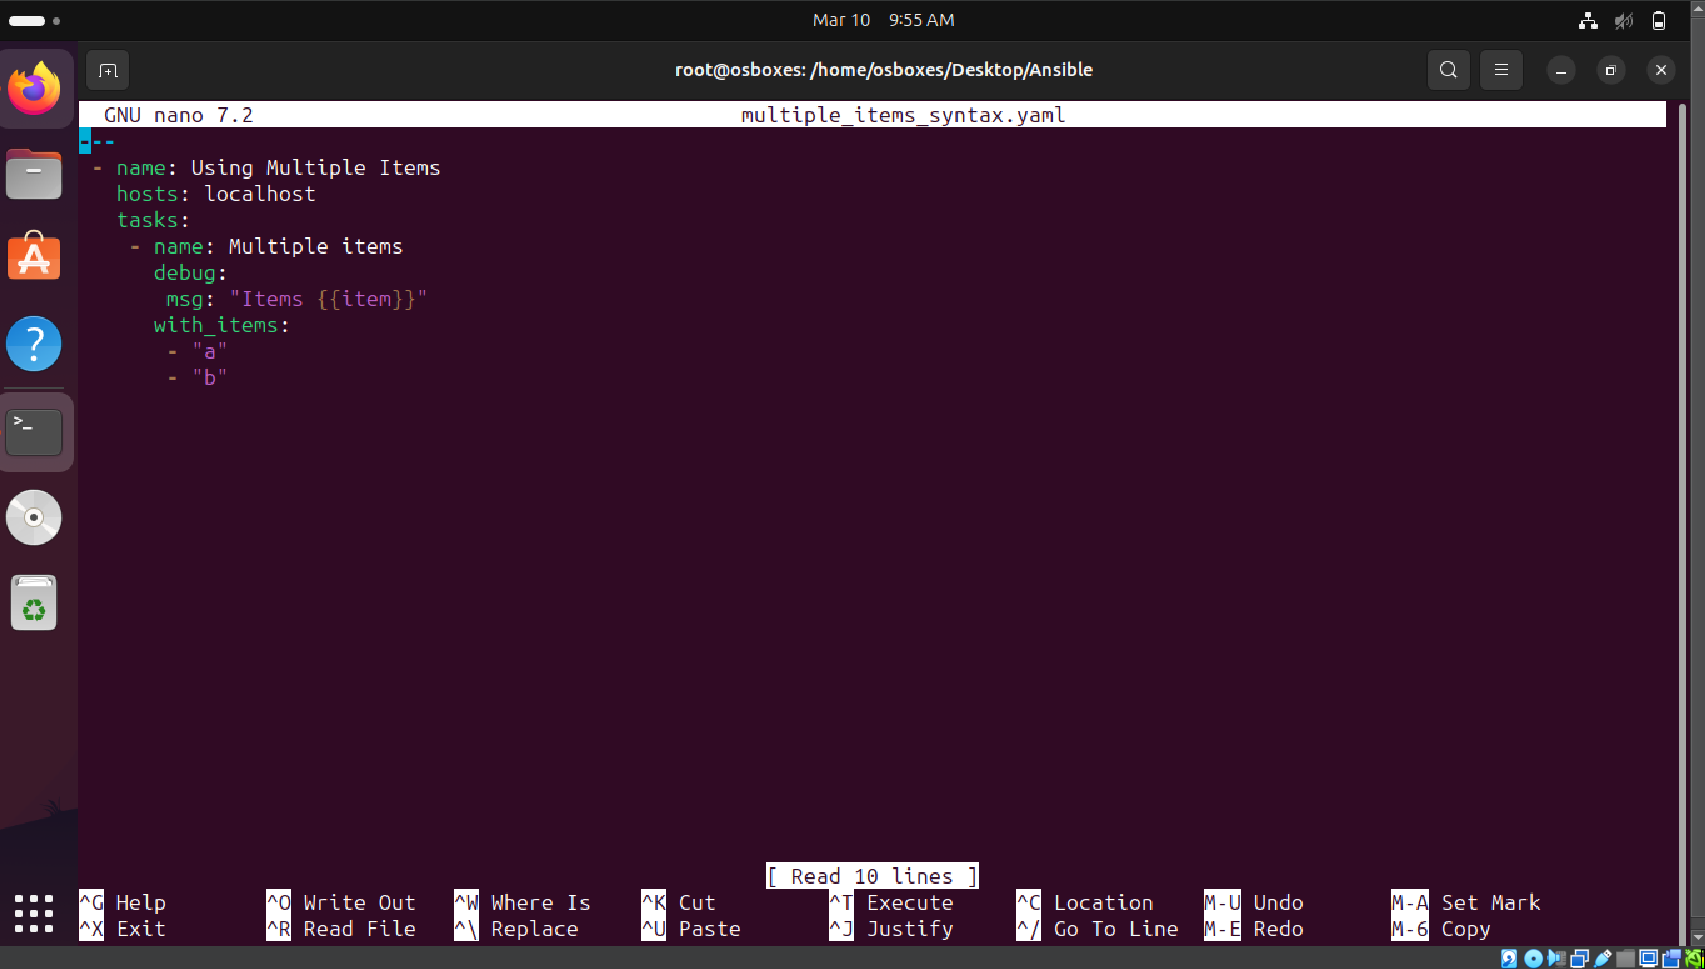 Mar 10 9:55 AM
root@osboxes: /home/osboxes/Desktop/Ansible
GNU nano 7.2 multiple_items_syntax.yaml
---
- name: Using Multiple Items
hosts: localhost
tasks:
- name: Multiple items
debug:
msg: "Items {{item}}"
with_items:
- "a"
- "b"
[ Read 10 lines ]
^G Help ^O Write Out ^W Where Is ^K Cut ^T Execute ^C Location M-U Undo M-A Set Mark
^X Exit ^R Read File ^\ Replace ^U Paste ^J Justify ^/ Go To Line M-E Redo M-6 Copy